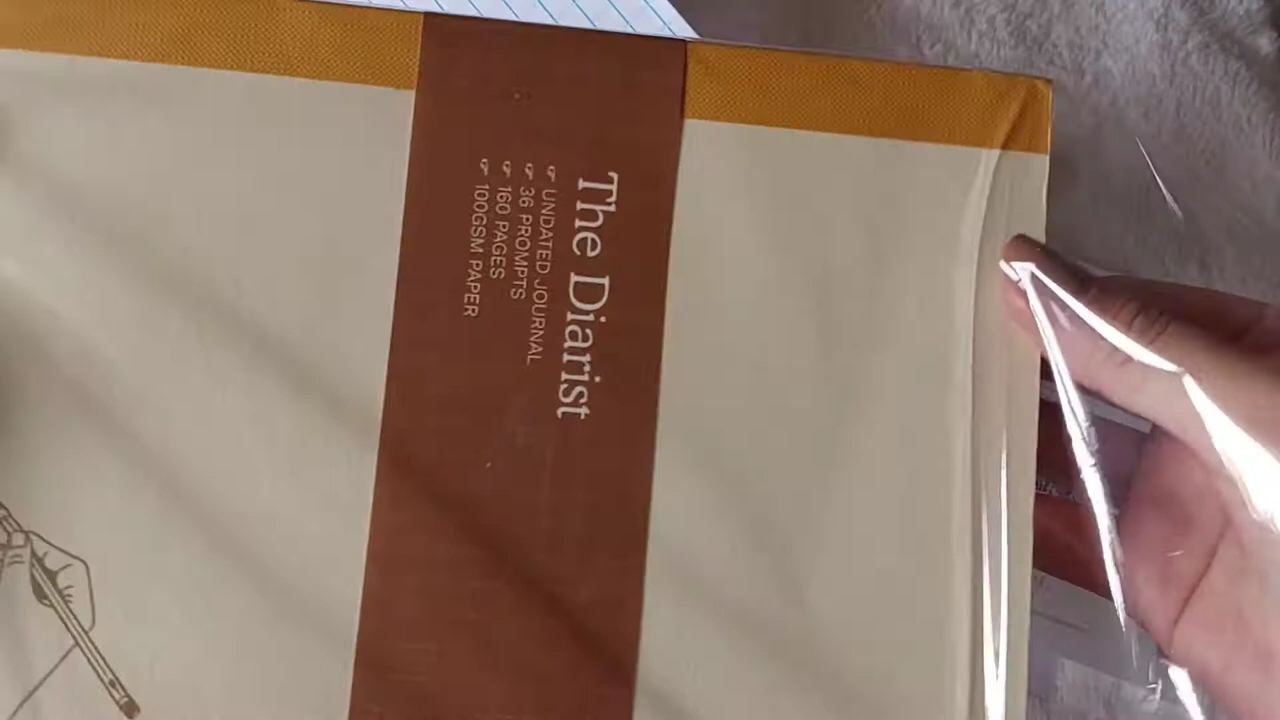 The Diarist
☞ UNDATED JOURNAL
☞ 36 PROMPTS
☞ 160 PAGES
☞ 100GSM PAPER